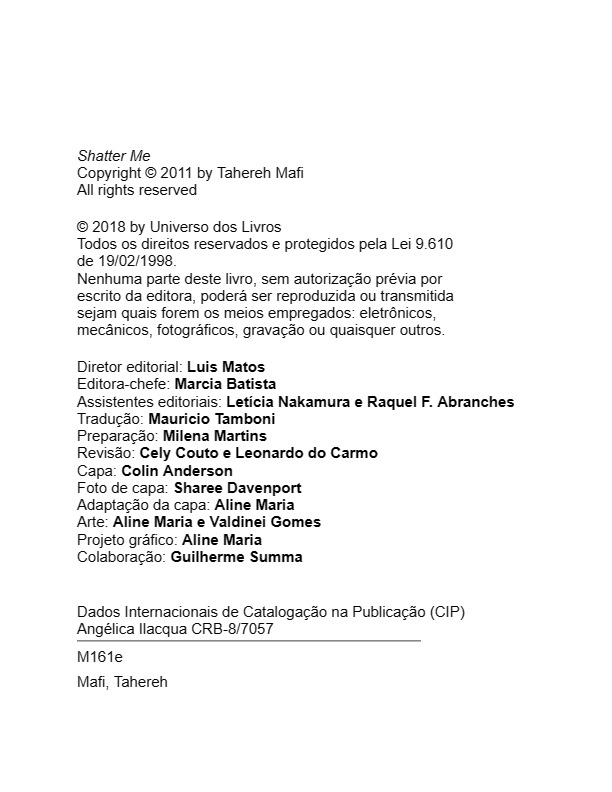 Shatter Me
Copyright © 2011 by Tahereh Mafi
All rights reserved
© 2018 by Universo dos Livros
Todos os direitos reservados e protegidos pela Lei 9.610
de 19/02/1998.
Nenhuma parte deste livro, sem autorização prévia por
escrito da editora, poderá ser reproduzida ou transmitida
sejam quais forem os meios empregados: eletrônicos,
mecânicos, fotográficos, gravação ou quaisquer outros.
Diretor editorial: Luis Matos
Editora-chefe: Marcia Batista
Assistentes editoriais: Letícia Nakamura e Raquel F. Abranches
Tradução: Mauricio Tamboni
Preparação: Milena Martins
Revisão: Cely Couto e Leonardo do Carmo
Capa: Colin Anderson
Foto de capa: Sharee Davenport
Adaptação da capa: Aline Maria
Arte: Aline Maria e Valdinei Gomes
Projeto gráfico: Aline Maria
Colaboração: Guilherme Summa
Dados Internacionais de Catalogação na Publicação (CIP)
Angélica Ilacqua CRB-8/7057
M161e
Mafi, Tahereh